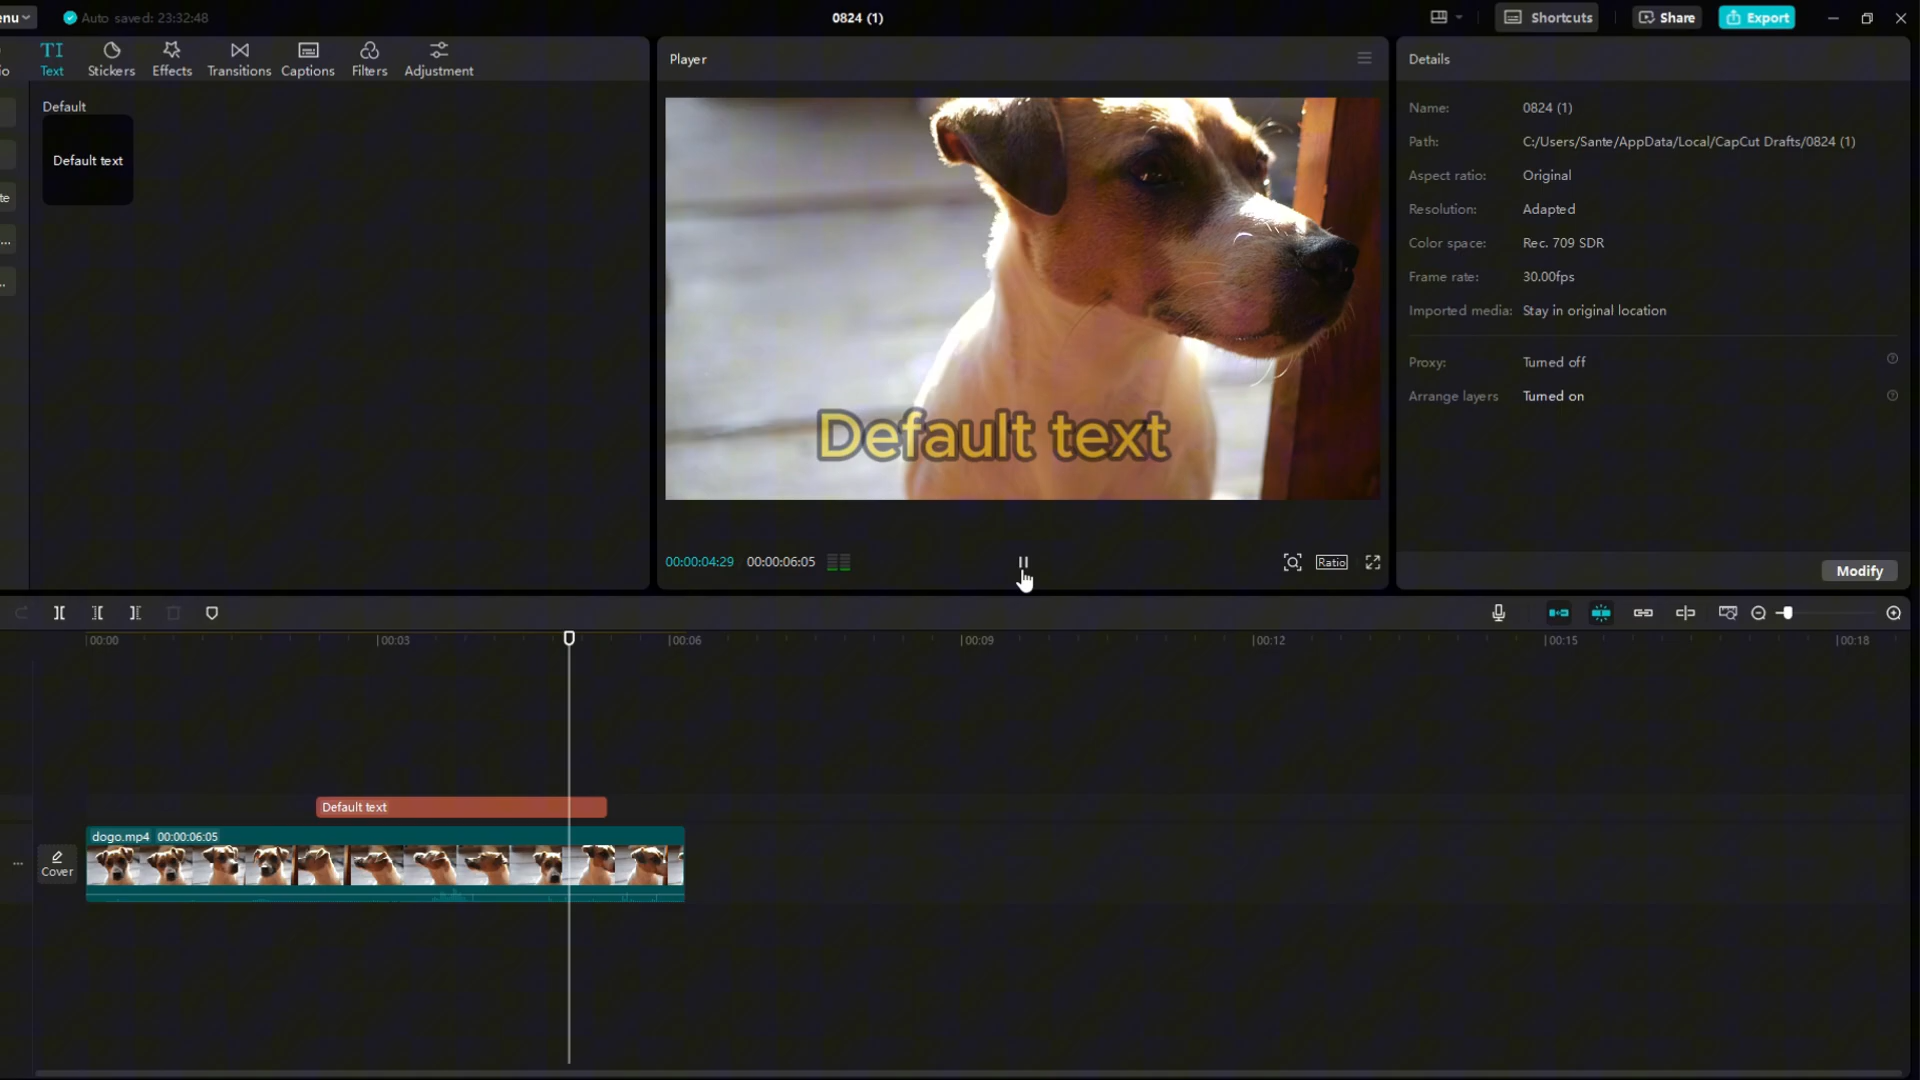 enu
Auto saved: 23:32:48
0824 (1)
Shortcuts
Share
Export
io
TI
Text
Stickers
Effects
Transitions
Captions
Filters
Adjustment
te
...
..
Default
Default text
Player
Default text
00:00:04:29
00:00:06:05
Ratio
Details
Name: 0824 (1)
Path: C:/Users/Sante/AppData/Local/CapCut Drafts/0824 (1)
Aspect ratio: Original
Resolution: Adapted
Color space: Rec. 709 SDR
Frame rate: 30.00fps
Imported media: Stay in original location
Proxy: Turned off
Arrange layers Turned on
Modify
00:00
00:03
00:06
00:09
00:12
00:15
00:18
Default text
dogo.mp4 00:00:06:05
...
Cover